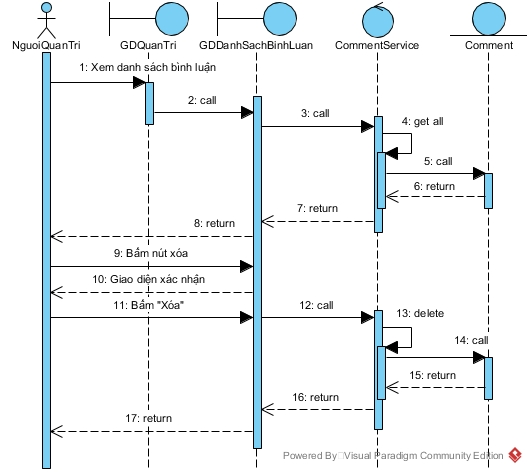 NguoiQuanTri GDQuanTri GDDanhSachBinhLuan CommentService Comment
1: Xem danh sách bình luận
2: call
3: call
4: get all
5: call
6: return
7: return
8: return
9: Bấm nút xóa
10: Giao diện xác nhận
11: Bấm "Xóa"
12: call
13: delete
14: call
15: return
16: return
17: return
Powered By Visual Paradigm Community Edition